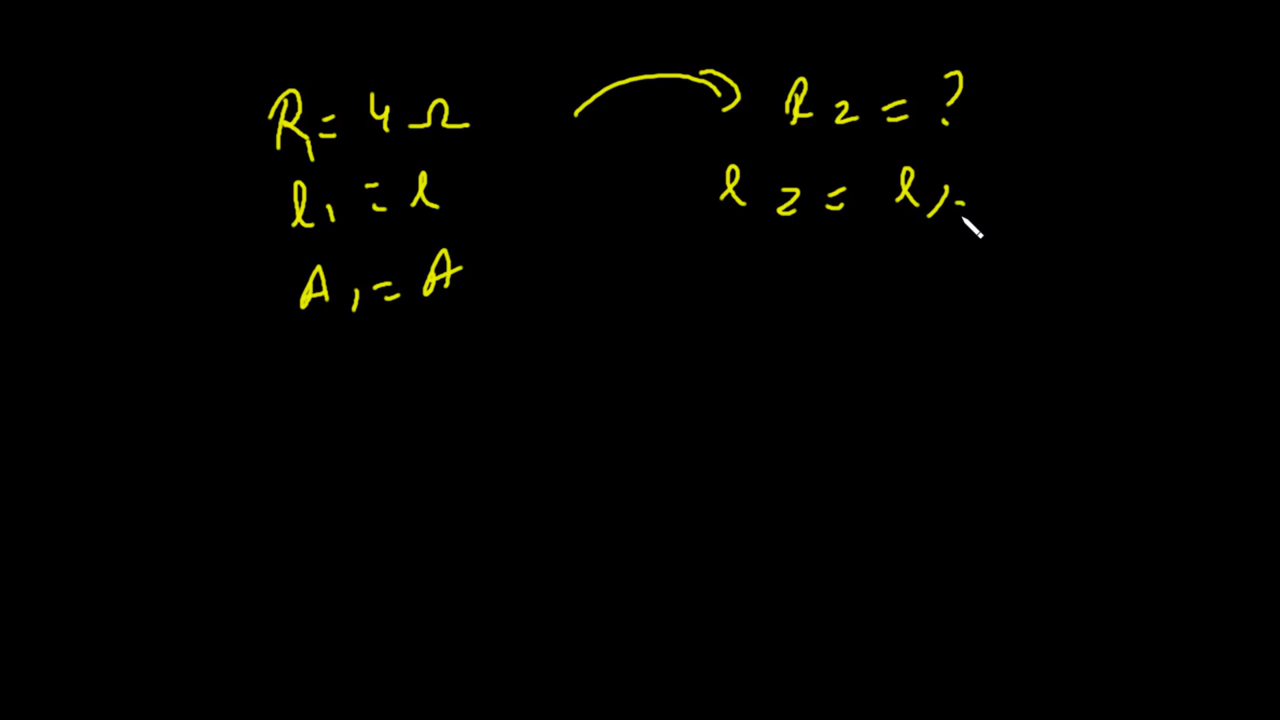 R₁ = 4 Ω
R₂ = ?
l₁ = l
l₂ = l,-
A₁ = A